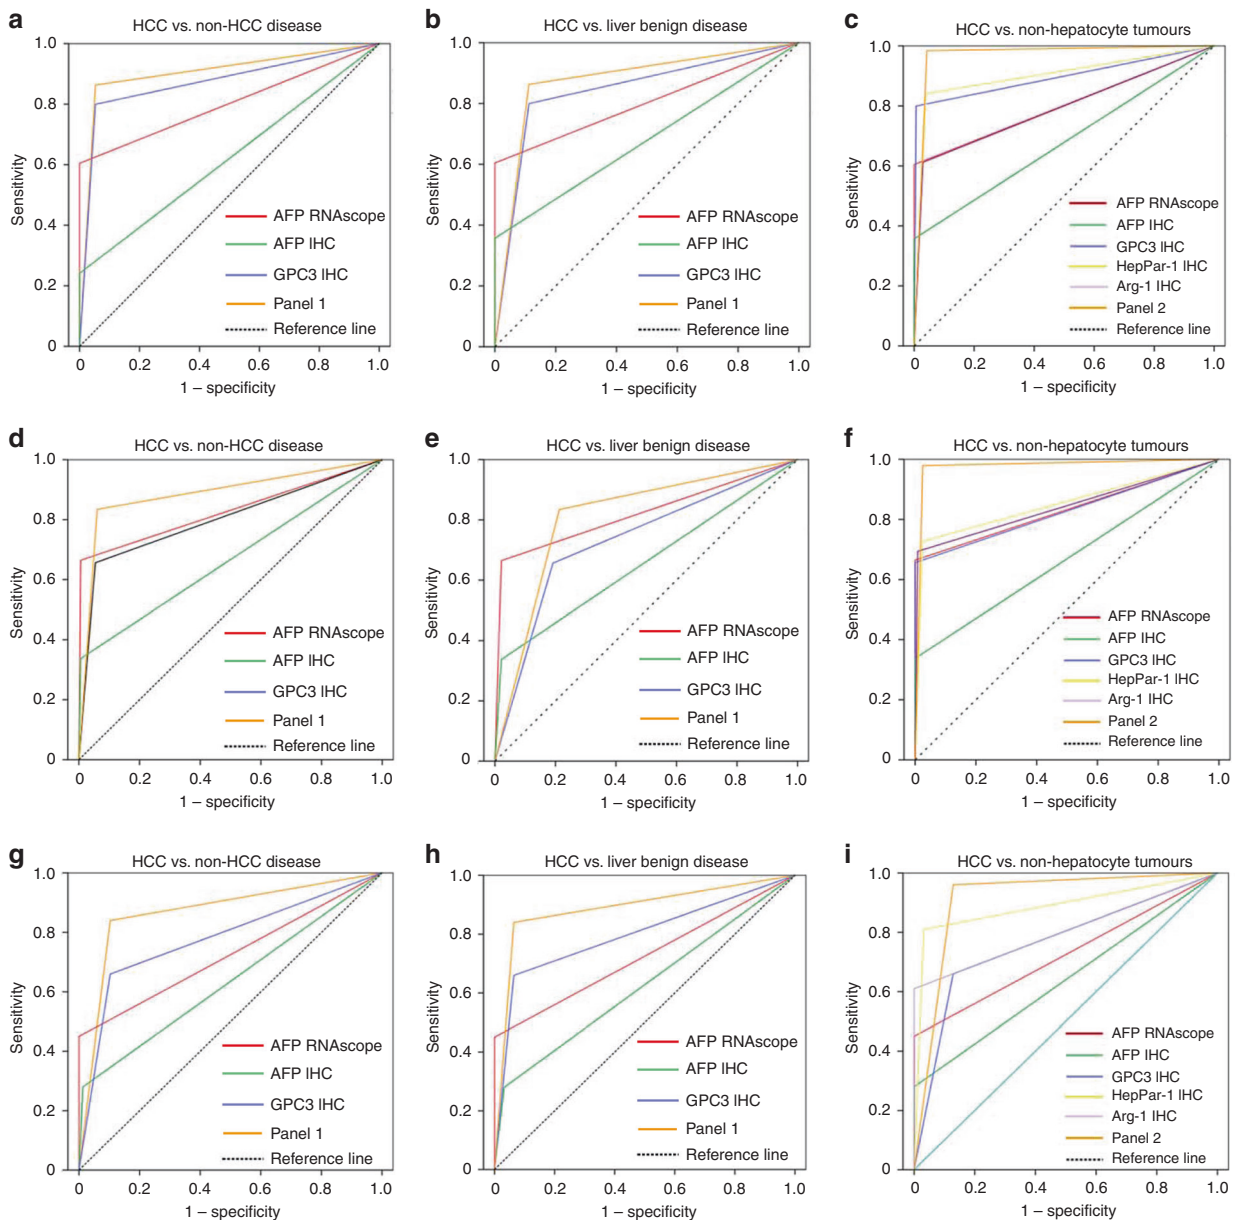 a
HCC vs. non-HCC disease
1.0
0.8
0.6
0.4
0.2
0
Sensitivity
AFP RNAscope
AFP IHC
GPC3 IHC
Panel 1
Reference line
0 0.2 0.4 0.6 0.8 1.0
1 – specificity
b
HCC vs. liver benign disease
1.0
0.8
0.6
0.4
0.2
0
Sensitivity
AFP RNAscope
AFP IHC
GPC3 IHC
Panel 1
Reference line
0 0.2 0.4 0.6 0.8 1.0
1 – specificity
c
HCC vs. non-hepatocyte tumours
1.0
0.8
0.6
0.4
0.2
0
Sensitivity
AFP RNAscope
AFP IHC
GPC3 IHC
HepPar-1 IHC
Arg-1 IHC
Panel 2
Reference line
0 0.2 0.4 0.6 0.8 1.0
1 – specificity
d
HCC vs. non-HCC disease
1.0
0.8
0.6
0.4
0.2
0
Sensitivity
AFP RNAscope
AFP IHC
GPC3 IHC
Panel 1
Reference line
0 0.2 0.4 0.6 0.8 1.0
1 – specificity
e
HCC vs. liver benign disease
1.0
0.8
0.6
0.4
0.2
0
Sensitivity
AFP RNAscope
AFP IHC
GPC3 IHC
Panel 1
Reference line
0 0.2 0.4 0.6 0.8 1.0
1 – specificity
f
HCC vs. non-hepatocyte tumours
1.0
0.8
0.6
0.4
0.2
0
Sensitivity
AFP RNAscope
AFP IHC
GPC3 IHC
HepPar-1 IHC
Arg-1 IHC
Panel 2
Reference line
0 0.2 0.4 0.6 0.8 1.0
1 – specificity
g
HCC vs. non-HCC disease
1.0
0.8
0.6
0.4
0.2
0
Sensitivity
AFP RNAscope
AFP IHC
GPC3 IHC
Panel 1
Reference line
0 0.2 0.4 0.6 0.8 1.0
1 – specificity
h
HCC vs. liver benign disease
1.0
0.8
0.6
0.4
0.2
0
Sensitivity
AFP RNAscope
AFP IHC
GPC3 IHC
Panel 1
Reference line
0 0.2 0.4 0.6 0.8 1.0
1 – specificity
i
HCC vs. non-hepatocyte tumours
1.0
0.8
0.6
0.4
0.2
0
Sensitivity
AFP RNAscope
AFP IHC
GPC3 IHC
HepPar-1 IHC
Arg-1 IHC
Panel 2
Reference line
0 0.2 0.4 0.6 0.8 1.0
1 – specificity